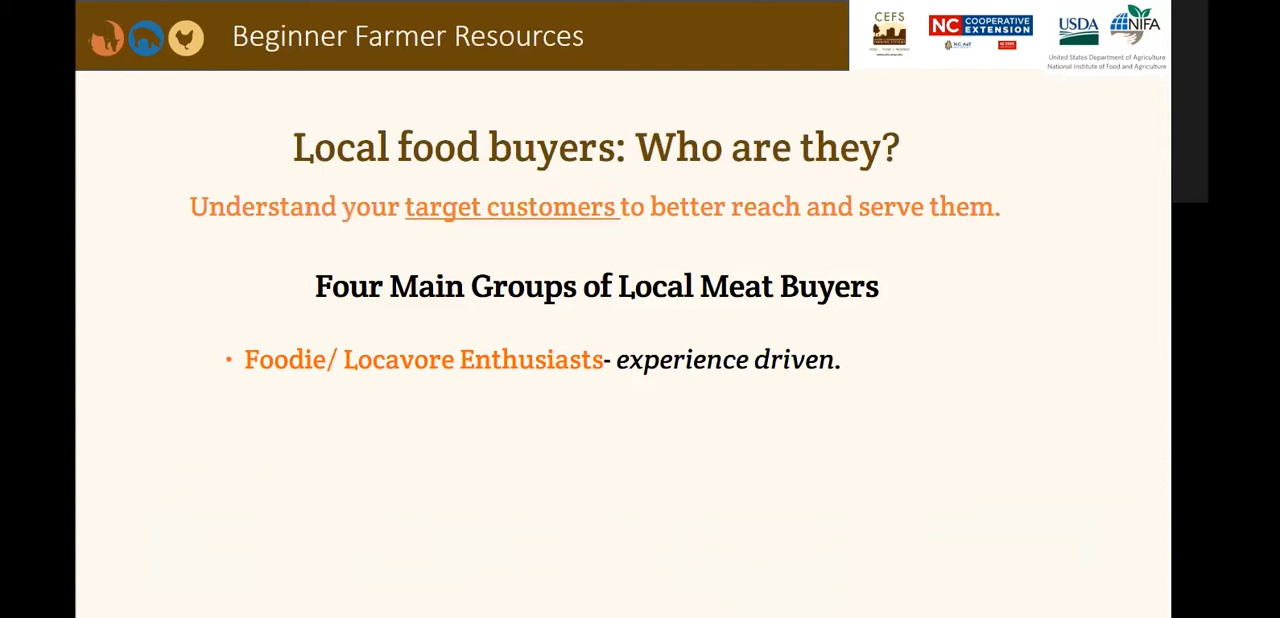 Beginner Farmer Resources
CEFS
NC COOPERATIVE EXTENSION
USDA
NIFA
United States Department of Agriculture
National Institute of Food and Agriculture
Local food buyers: Who are they?
Understand your target customers to better reach and serve them.
Four Main Groups of Local Meat Buyers
• Foodie/ Locavore Enthusiasts- experience driven.